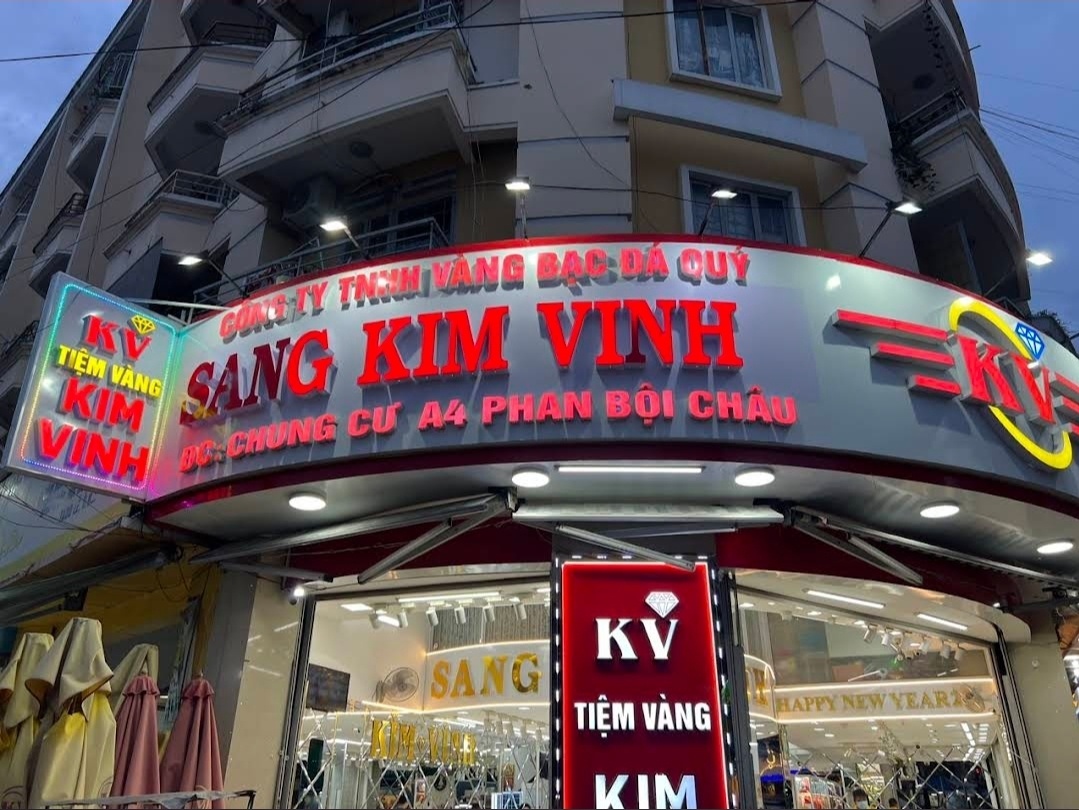 CÔNG TY TNHH VÀNG BẠC ĐÁ QUÝ
SANG KIM VINH
ĐC: CHUNG CƯ A4 PHAN BỘI CHÂU
KV
TIỆM VÀNG
KIM
VINH
KV
KV
TIỆM VÀNG
KIM
SANG
KIM VINH
HAPPY NEW YEAR 2